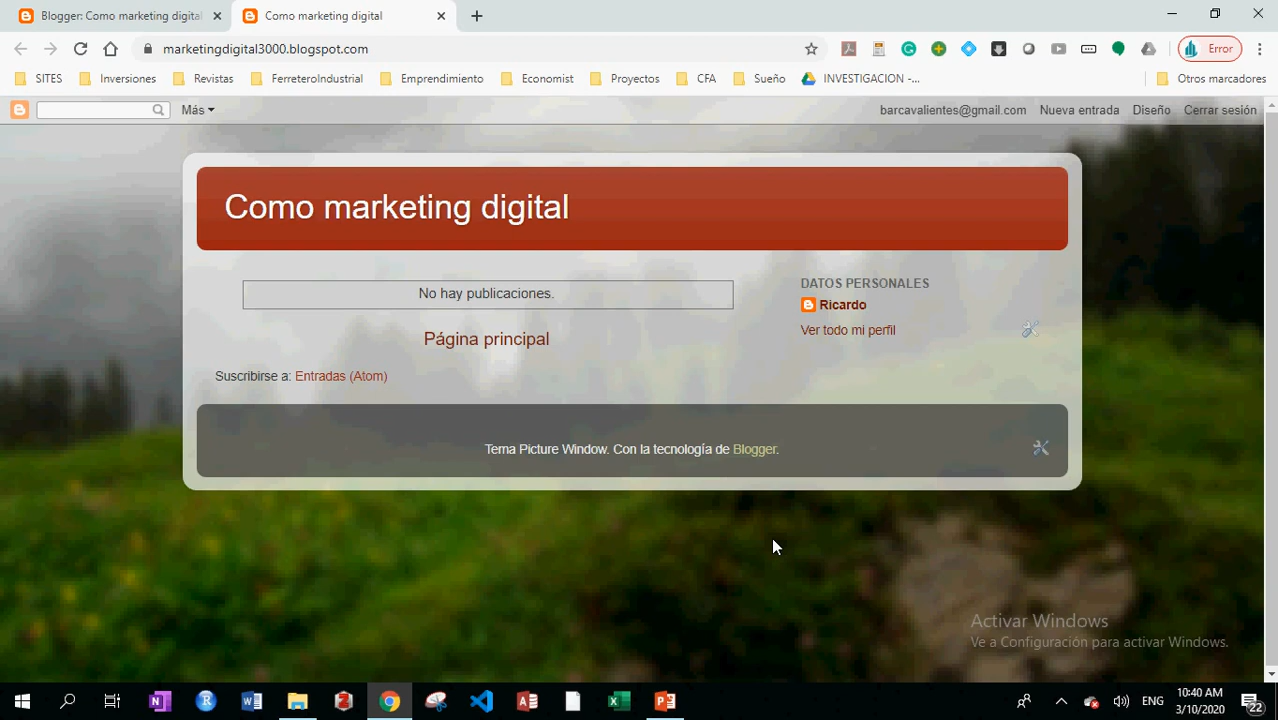 Blogger: Como marketing digital
Como marketing digital
marketingdigital3000.blogspot.com
Error
SITES
Inversiones
Revistas
FerreteroIndustrial
Emprendimiento
Economist
Proyectos
CFA
Sueño
INVESTIGACION -...
Otros marcadores
Más
barcavalientes@gmail.com
Nueva entrada
Diseño
Cerrar sesión
Como marketing digital
No hay publicaciones.
Página principal
Suscribirse a: Entradas (Atom)
DATOS PERSONALES
Ricardo
Ver todo mi perfil
Tema Picture Window. Con la tecnología de Blogger.
Activar Windows
Ve a Configuración para activar Windows.
ENG
10:40 AM
3/10/2020
22